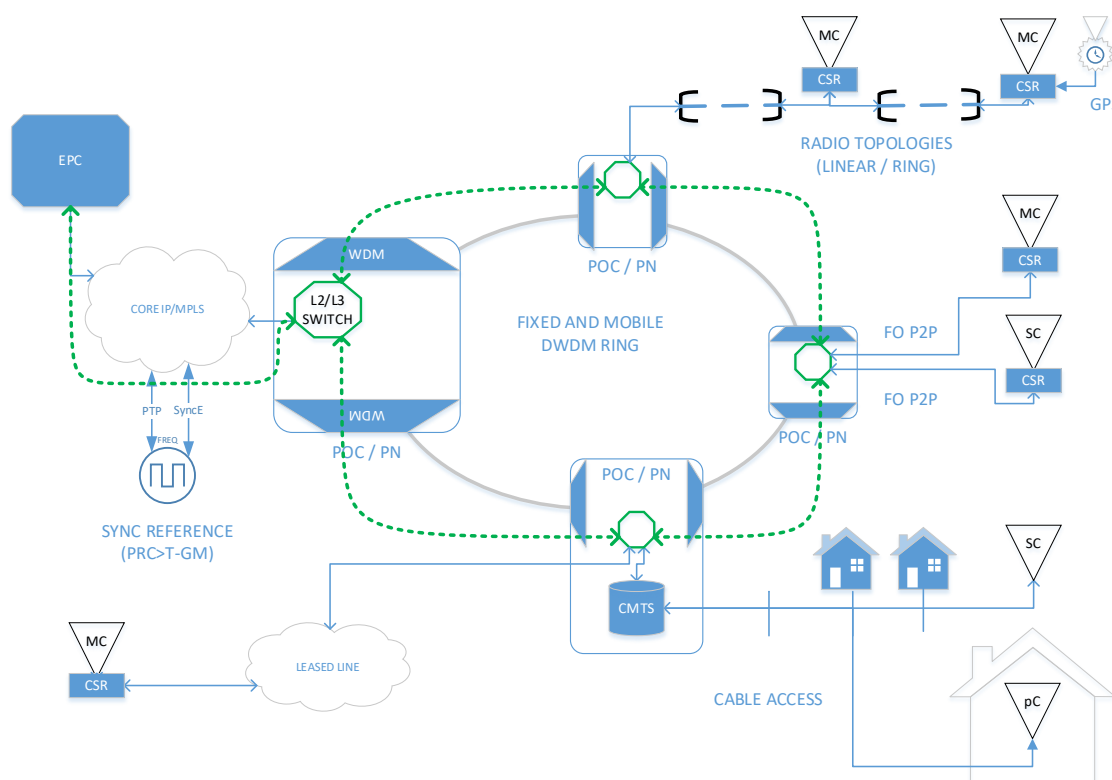 MC
MC
CSR
CSR
GP
RADIO TOPOLOGIES
(LINEAR / RING)
EPC
MC
CSR
WDM
POC / PN
CORE IP/MPLS
L2/L3
SWITCH
FIXED AND MOBILE
DWDM RING
FO P2P
SC
CSR
FO P2P
PTP
SyncE
WDM
FREQ
POC / PN
POC / PN
POC / PN
SYNC REFERENCE
(PRC>T-GM)
SC
CMTS
MC
CSR
LEASED LINE
CABLE ACCESS
pC